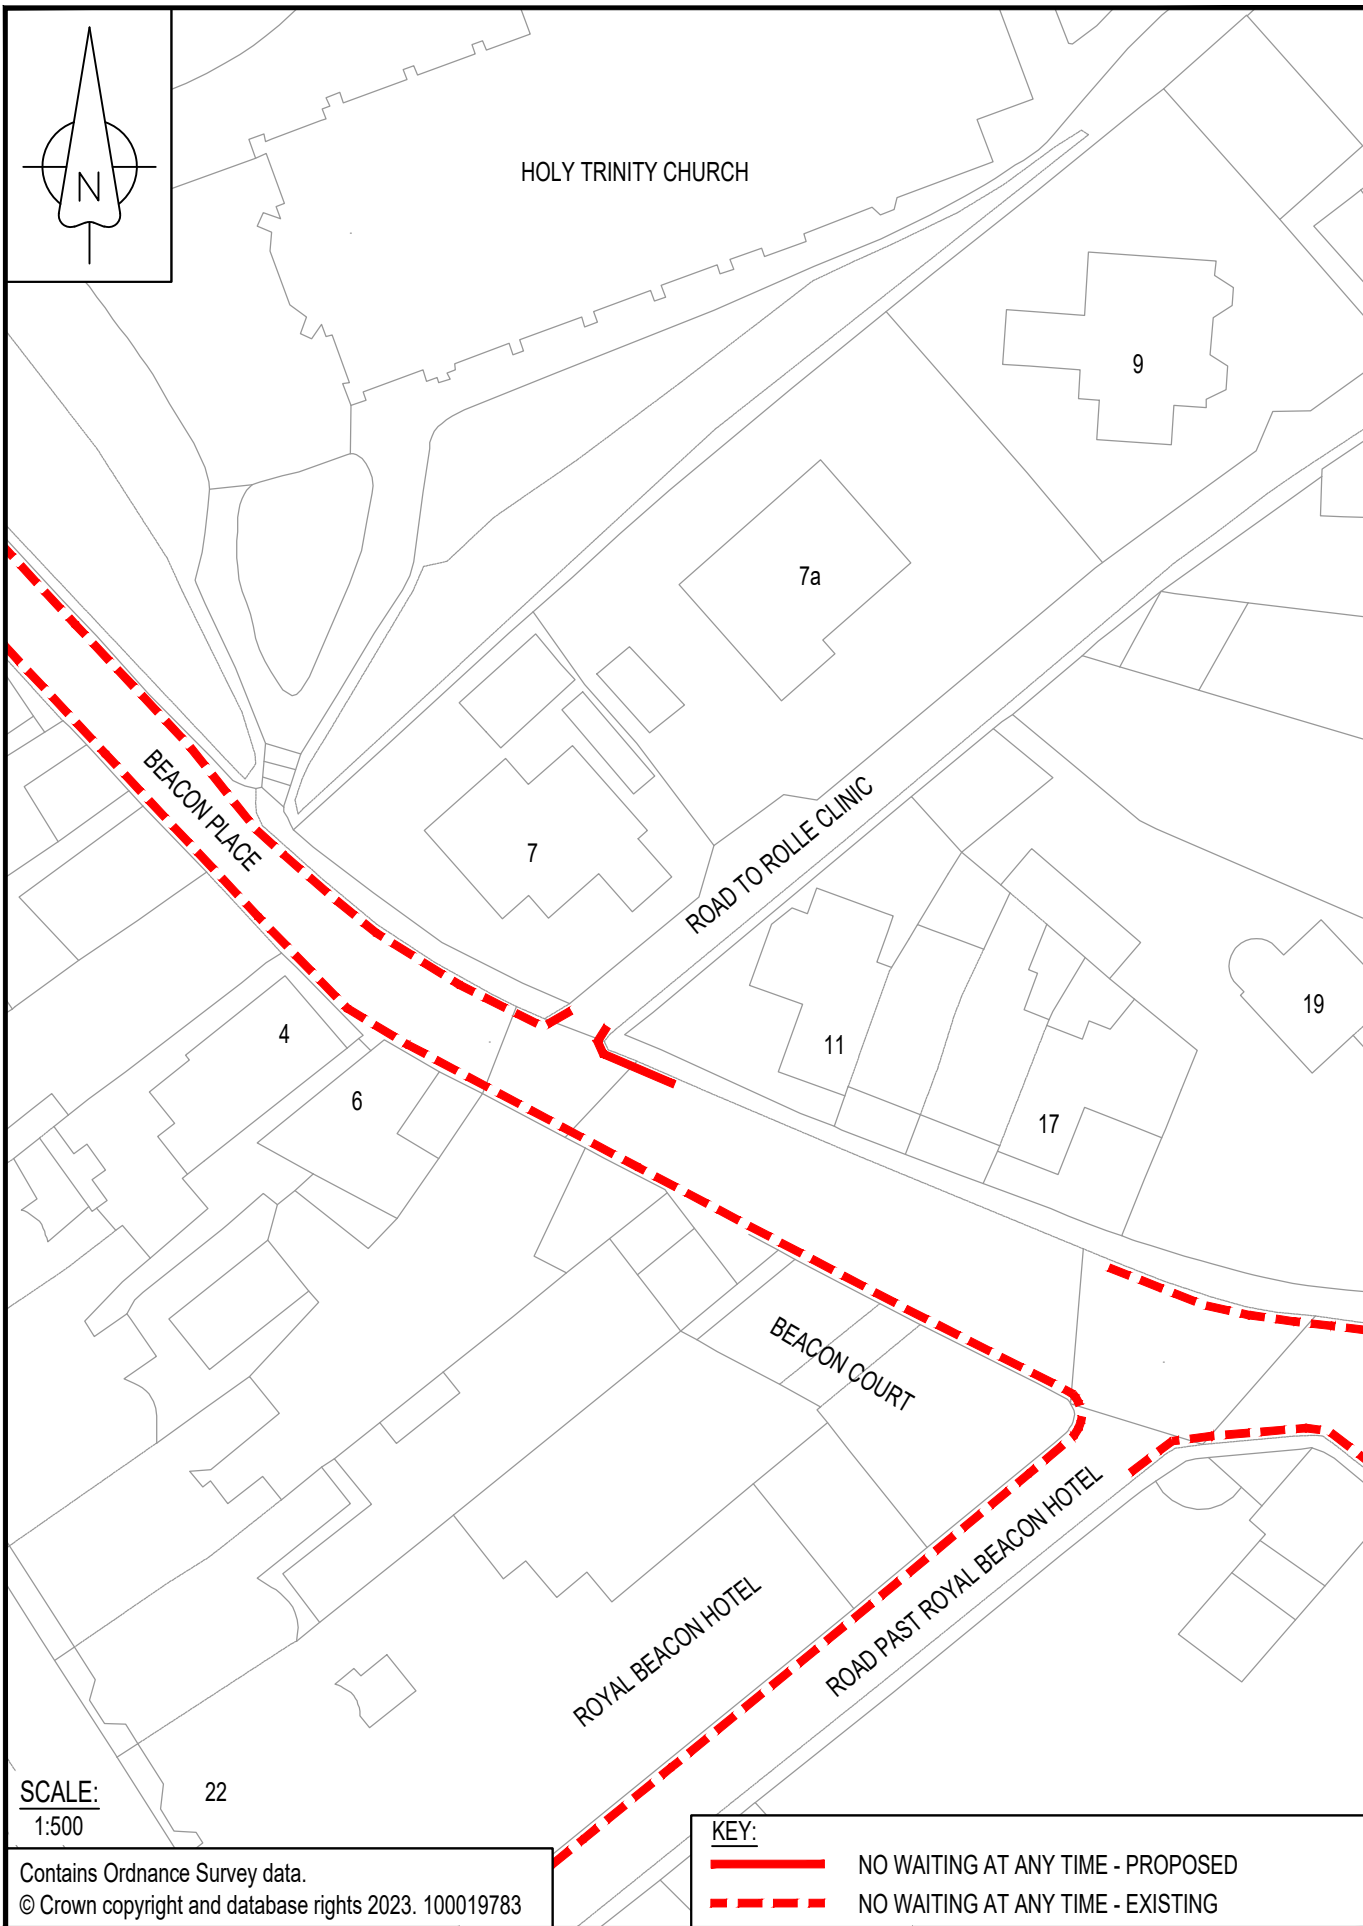 N
HOLY TRINITY CHURCH
9
7a
BEACON PLACE
7
ROAD TO ROLLE CLINIC
4
6
11
17
19
BEACON COURT
ROYAL BEACON HOTEL
ROAD PAST ROYAL BEACON HOTEL
22
SCALE:
1:500
Contains Ordnance Survey data.
© Crown copyright and database rights 2023. 100019783
KEY:
NO WAITING AT ANY TIME - PROPOSED
NO WAITING AT ANY TIME - EXISTING